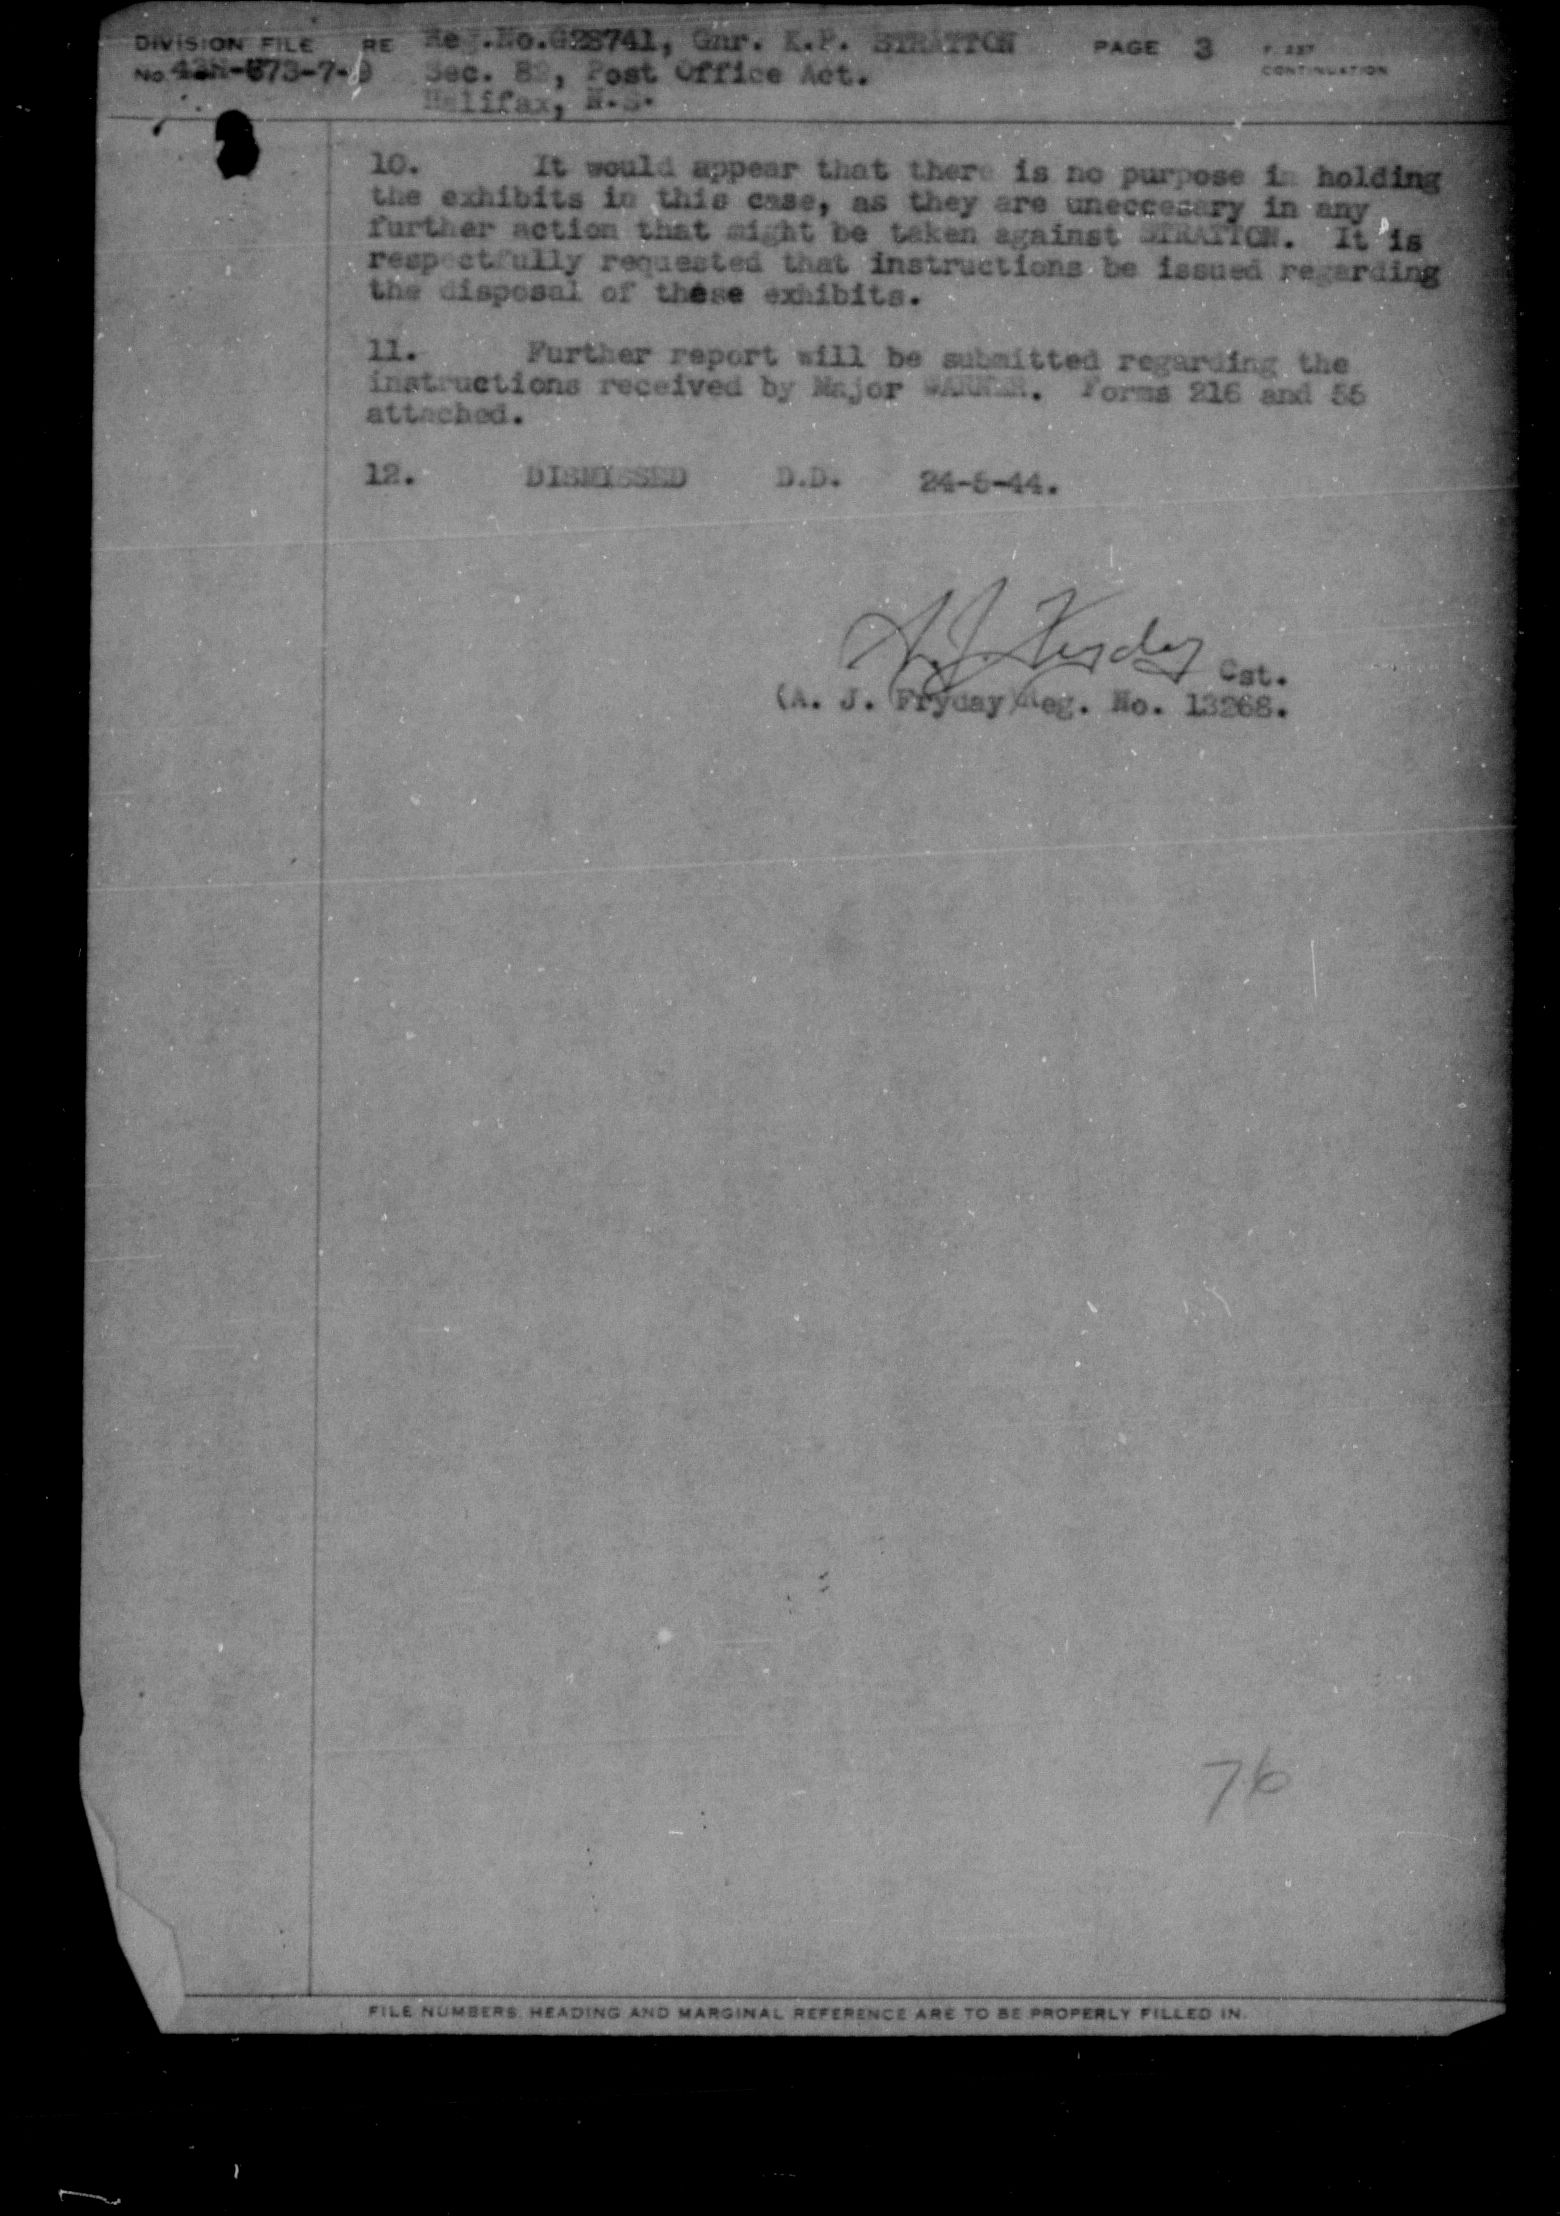 DIVISION FILE RE Reg.No.G28741, Gnr. K.P. STRATTON PAGE 3 F. 337
No. Sec. 82, Post Office Act. CONTINUATION
Halifax, N.S.
10. It would appear that there is no purpose in holding
the exhibits in this case, as they are uneccesary in any
further action that might be taken against STRATTON. It is
respectfully requested that instructions be issued regarding
the disposal of these exhibits.
11. Further report will be submitted regarding the
instructions received by Major WARNER. Forms 216 and 56
attached.
12. DISMISSED D.D. 24-5-44.
A.J. Fryday Cst.
(A. J. Fryday) Reg. No. 13268.
76
FILE NUMBERS, HEADING AND MARGINAL REFERENCE ARE TO BE PROPERLY FILLED IN.